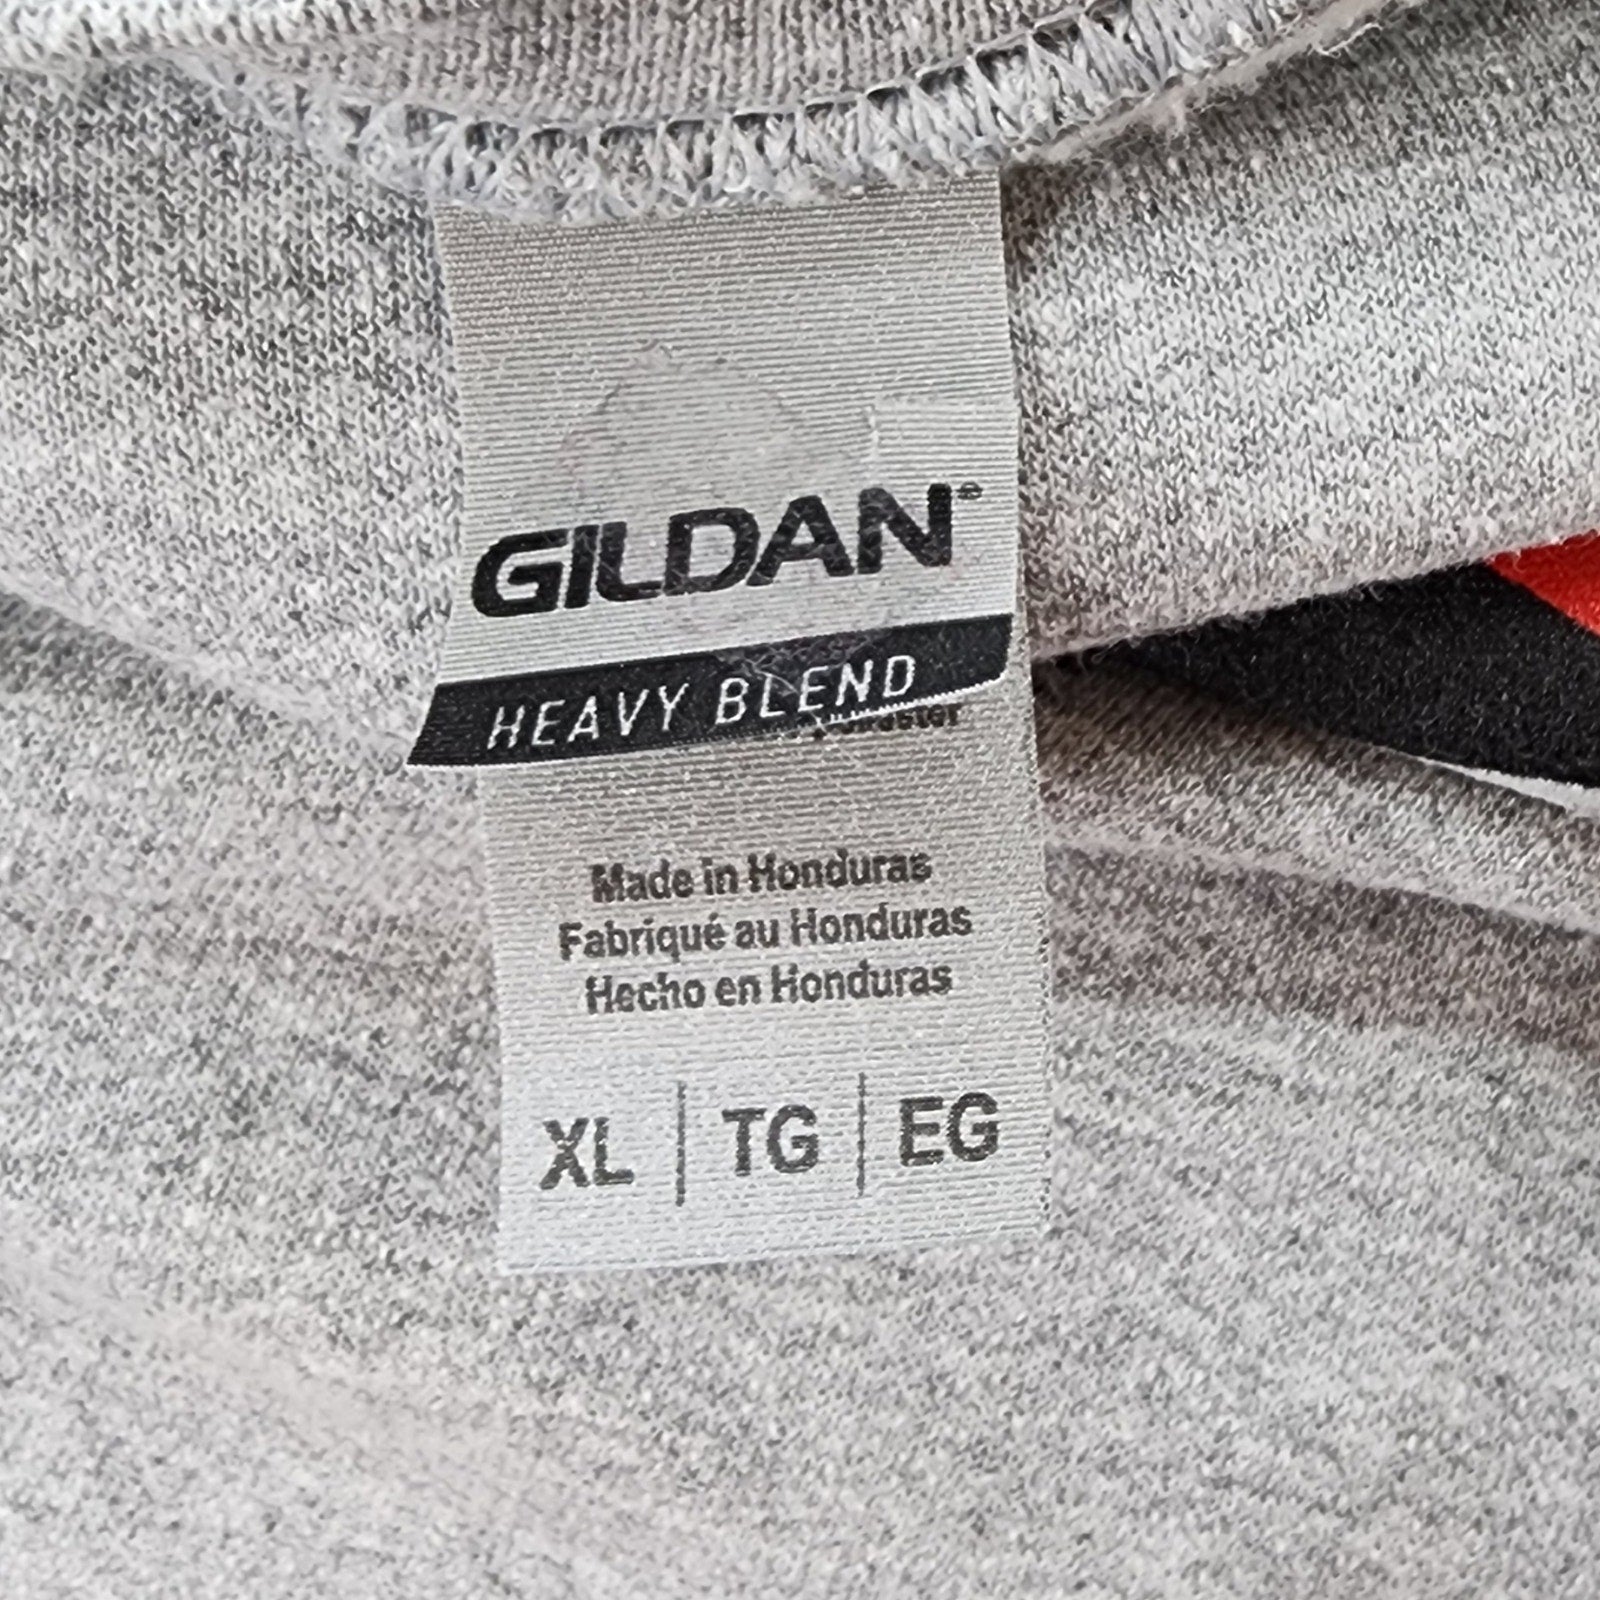 GILDAN®
HEAVY BLEND
Made in Honduras
Fabriqué au Honduras
Hecho en Honduras
XL | TG | EG